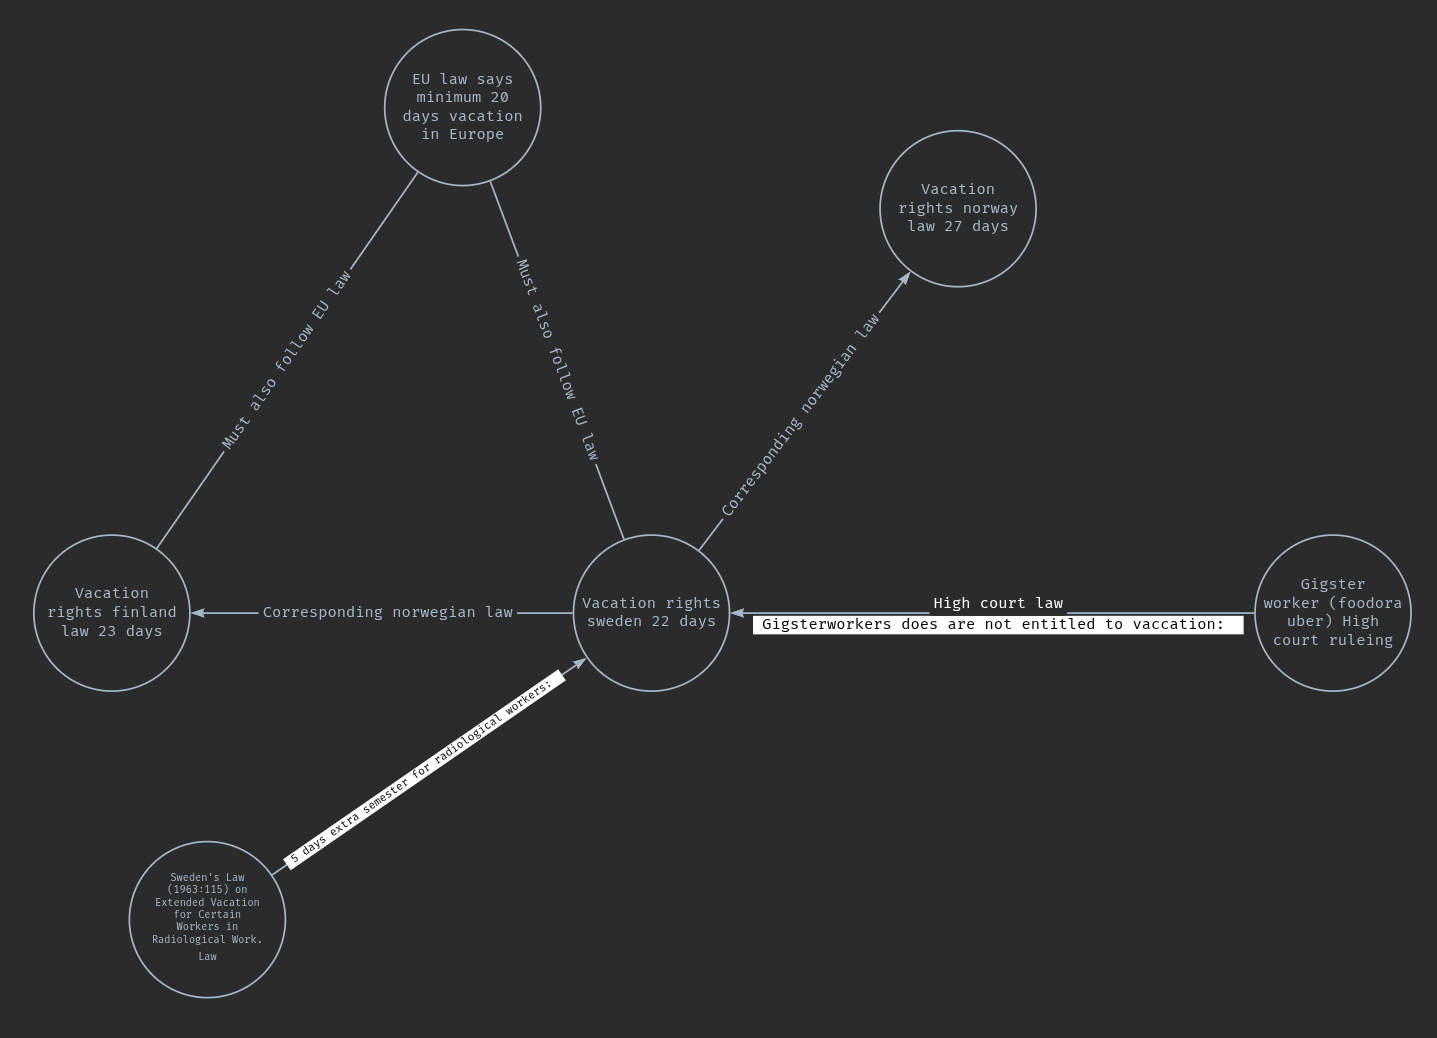 EU law says
minimum 20
days vacation
in Europe
Vacation
rights norway
law 27 days
Must also follow EU law
Must also follow EU law
Corresponding norwegian law
Vacation
rights finland
law 23 days
Corresponding norwegian law
Vacation rights
sweden 22 days
High court law
Gigsterworkers does are not entitled to vaccation:
Gigster
worker (foodora
uber) High
court ruleing
5 days extra semester for radiological workers:
Sweden's Law
(1963:115) on
Extended Vacation
for Certain
Workers in
Radiological Work.
Law